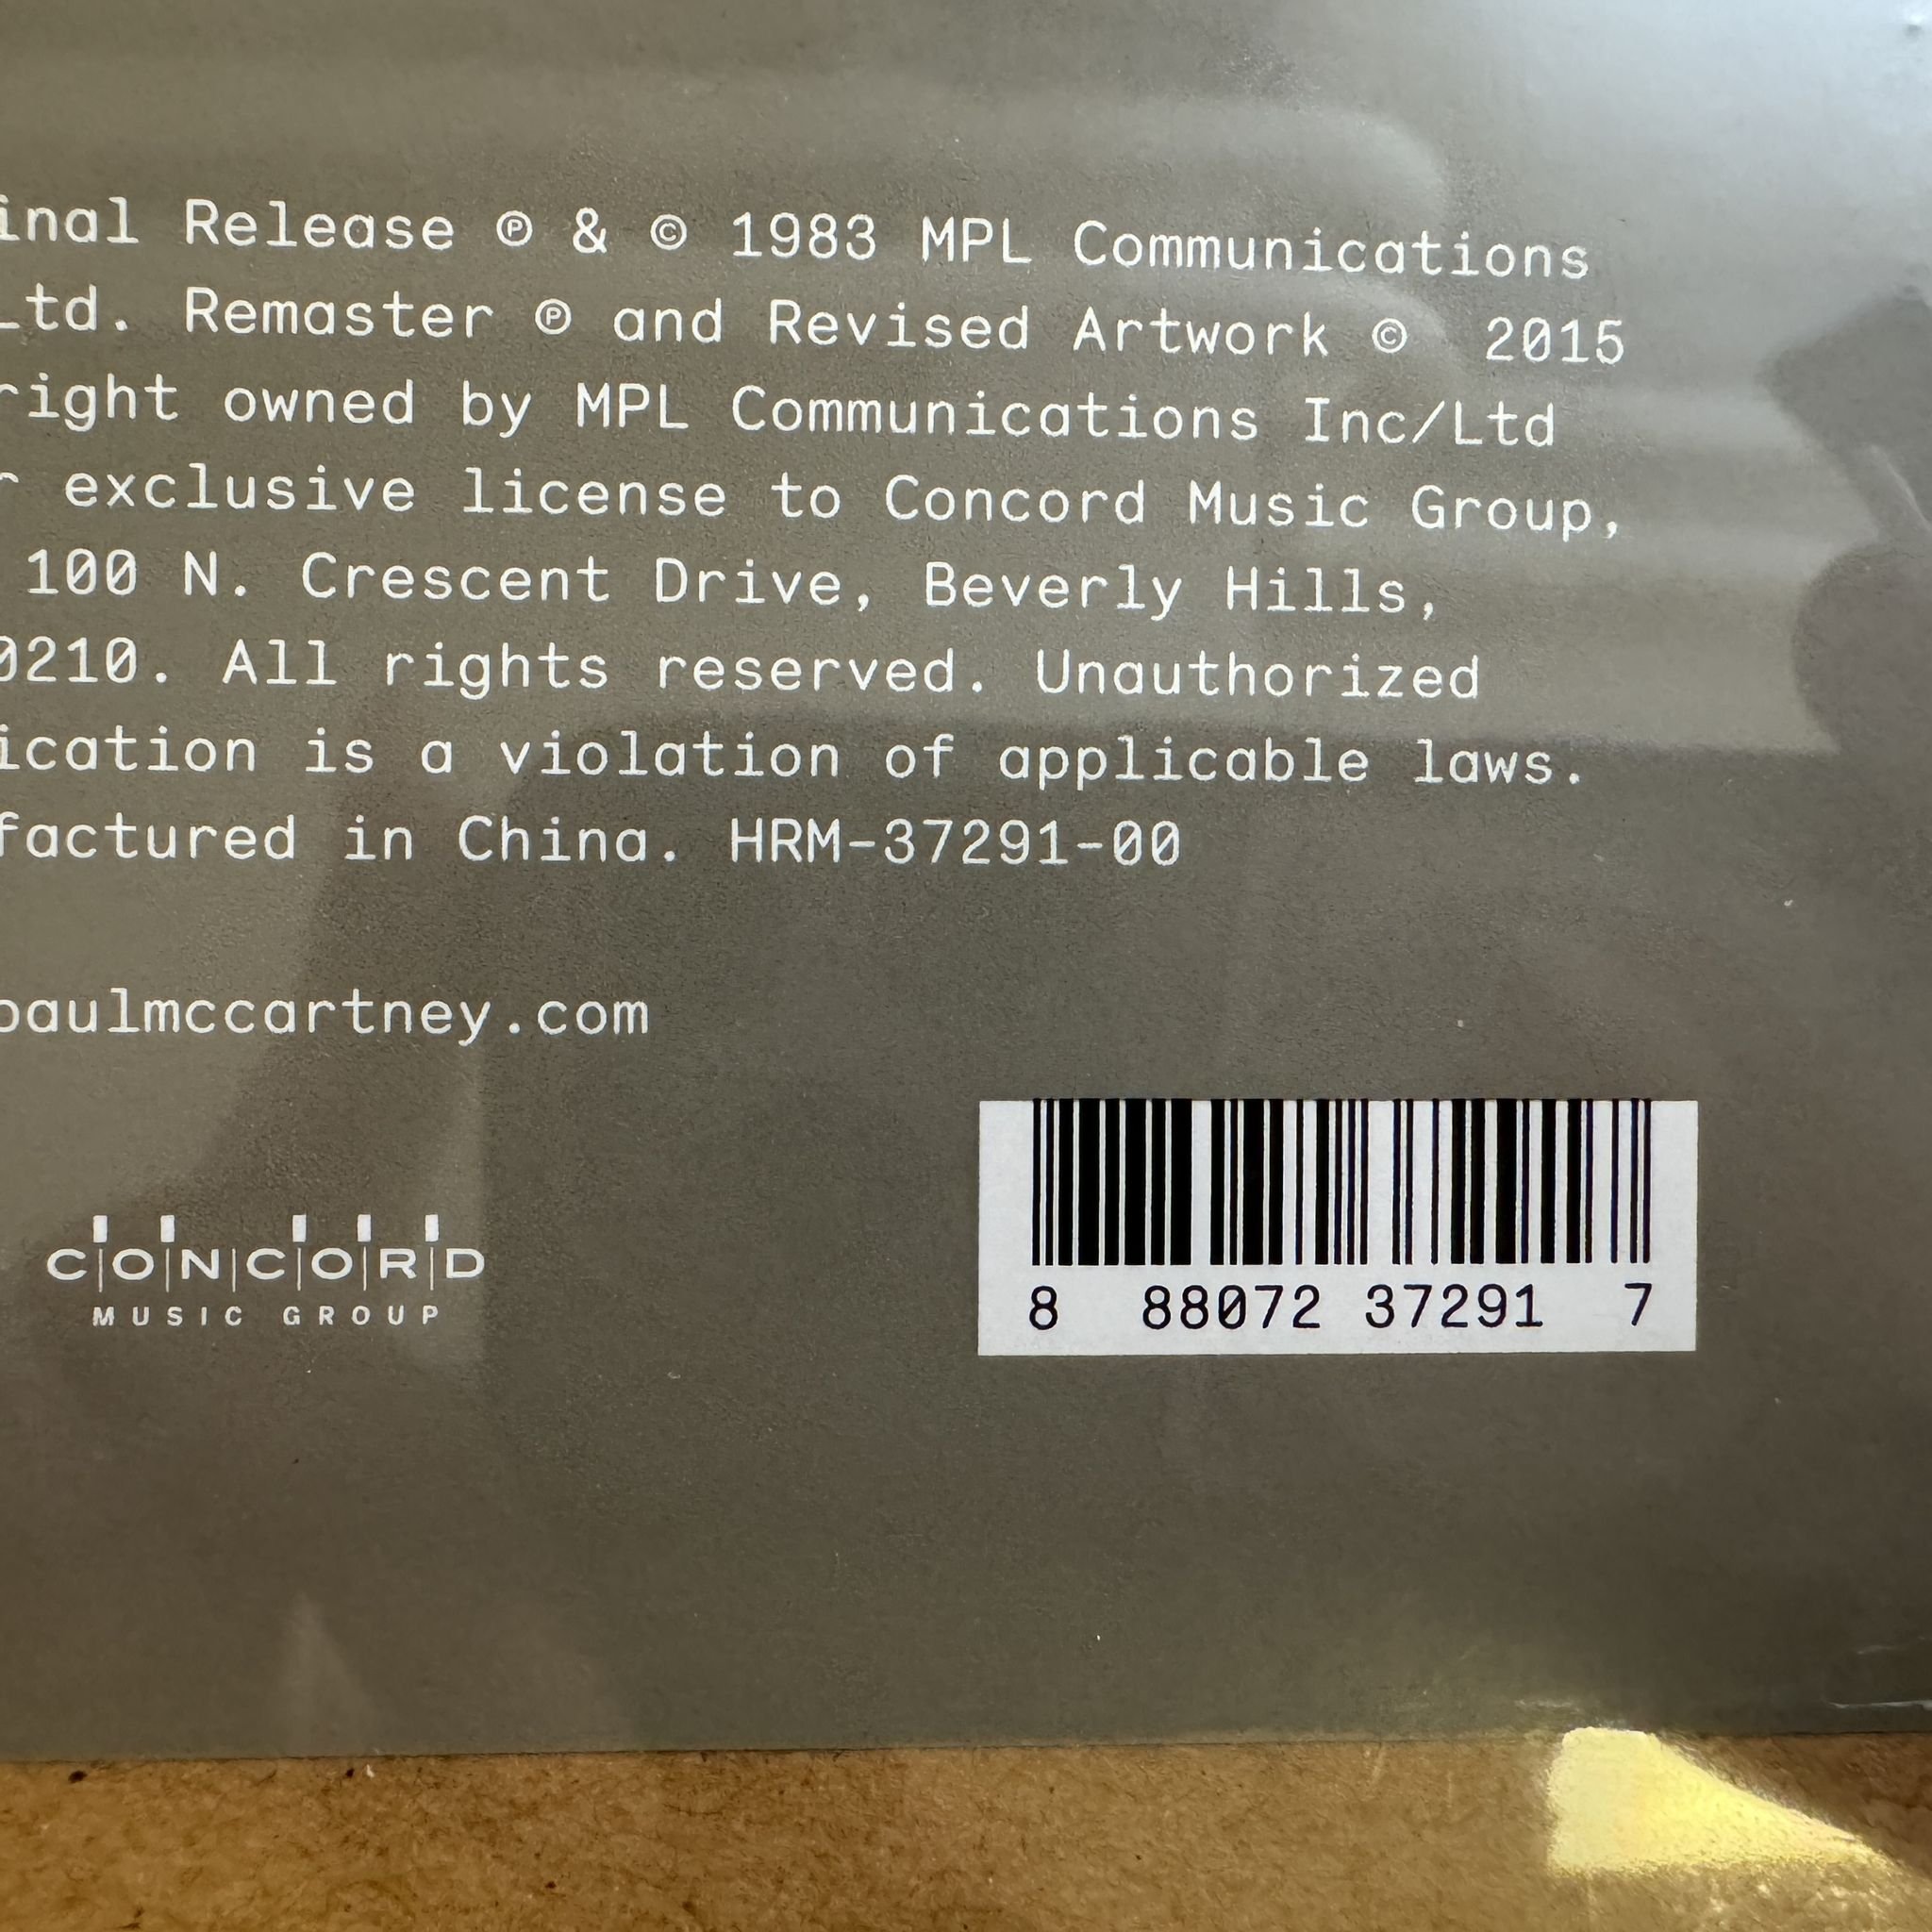 inal Release ℗ & © 1983 MPL Communications
Ltd. Remaster ℗ and Revised Artwork © 2015
right owned by MPL Communications Inc/Ltd
r exclusive license to Concord Music Group,
100 N. Crescent Drive, Beverly Hills,
0210. All rights reserved. Unauthorized
ication is a violation of applicable laws.
factured in China. HRM-37291-00
paulmccartney.com
CONCORD
MUSIC GROUP
8 88072 37291 7